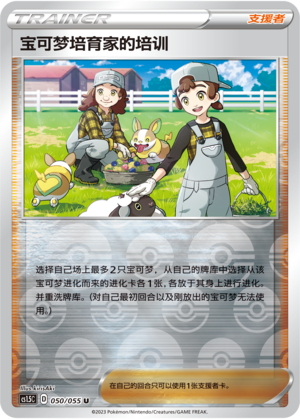 TRAINER
支援者
宝可梦培育家的培训
选择自己场上最多2只宝可梦，从自己的牌库中选择从该
宝可梦进化而来的进化卡各1张，各放于其身上进行进化，
并重洗牌库。（对自己最初回合以及刚放出的宝可梦无法使
用。）
cs1.5C D 050/055 U
在自己的回合只可以使用1张支援者卡。
©2023 Pokémon/Nintendo/Creatures/GAME FREAK.